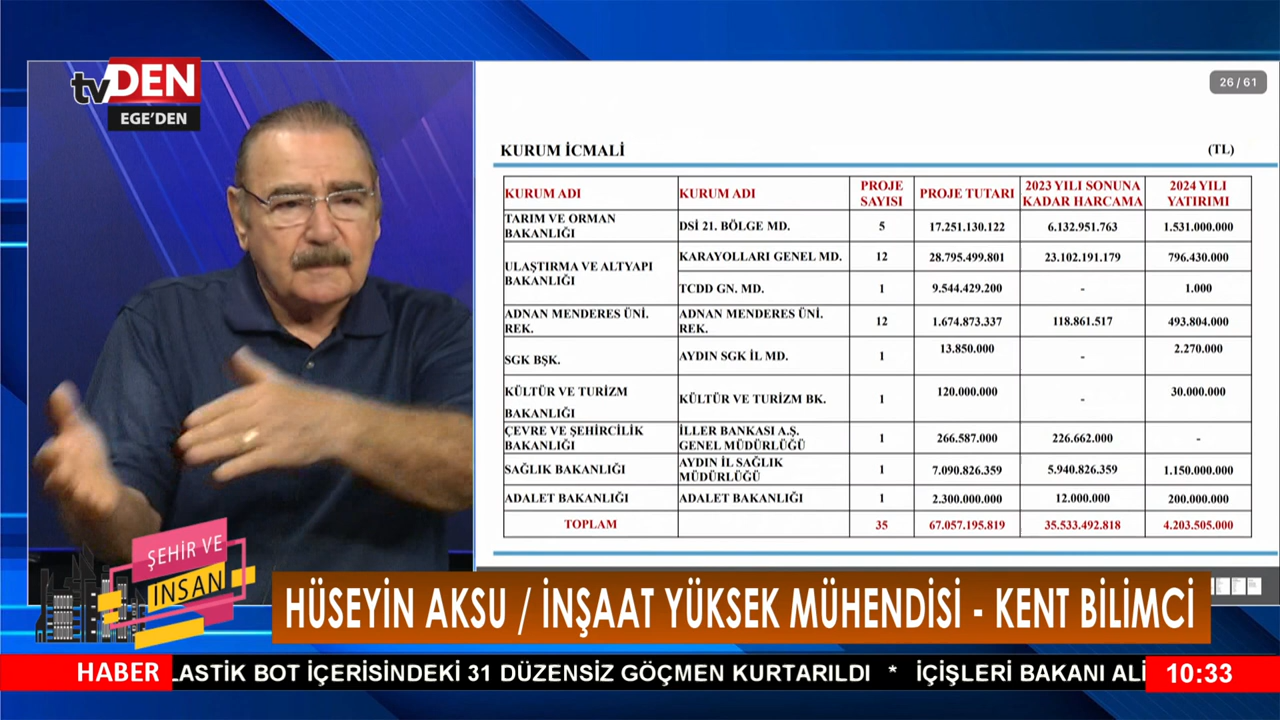 tvDEN
EGE'DEN
26 / 61
KURUM İCMALİ
(TL)
KURUM ADI KURUM ADI PROJE SAYISI PROJE TUTARI 2023 YILI SONUNA KADAR HARCAMA 2024 YILI YATIRIMI
TARIM VE ORMAN BAKANLIĞI DSİ 21. BÖLGE MD. 5 17.251.130.122 6.132.951.763 1.531.000.000
ULAŞTIRMA VE ALTYAPI BAKANLIĞI KARAYOLLARI GENEL MD. 12 28.795.499.801 23.102.191.179 796.430.000
TCDD GN. MD. 1 9.544.429.200 - 1.000
ADNAN MENDERES ÜNİ. REK. ADNAN MENDERES ÜNİ. REK. 12 1.674.873.337 118.861.517 493.804.000
SGK BŞK. AYDIN SGK İL MD. 1 13.850.000 - 2.270.000
KÜLTÜR VE TURİZM BAKANLIĞI KÜLTÜR VE TURİZM BK. 1 120.000.000 - 30.000.000
ÇEVRE VE ŞEHİRCİLİK BAKANLIĞI İLLER BANKASI A.Ş. GENEL MÜDÜRLÜĞÜ 1 266.587.000 226.662.000 -
SAĞLIK BAKANLIĞI AYDIN İL SAĞLIK MÜDÜRLÜĞÜ 1 7.090.826.359 5.940.826.359 1.150.000.000
ADALET BAKANLIĞI ADALET BAKANLIĞI 1 2.300.000.000 12.000.000 200.000.000
TOPLAM 35 67.057.195.819 35.533.492.818 4.203.505.000
ŞEHİR VE
INSAN
HÜSEYİN AKSU / İNŞAAT YÜKSEK MÜHENDİSİ - KENT BİLİMCİ
HABER LASTİK BOT İÇERİSİNDEKİ 31 DÜZENSİZ GÖÇMEN KURTARILDI * İÇİŞLERİ BAKANI ALİ 10:33